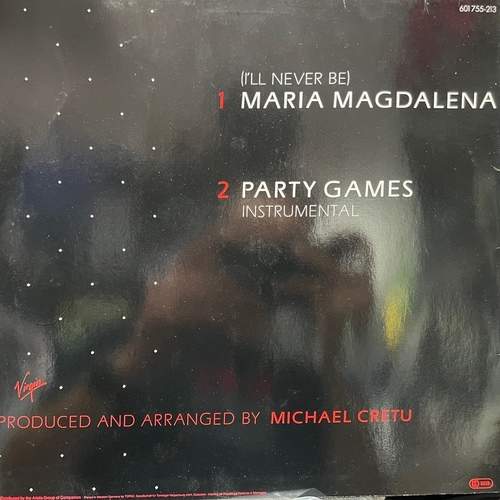 601 755-213
(I'LL NEVER BE)
1 MARIA MAGDALENA
2 PARTY GAMES
INSTRUMENTAL
Virgin
PRODUCED AND ARRANGED BY MICHAEL CRETU